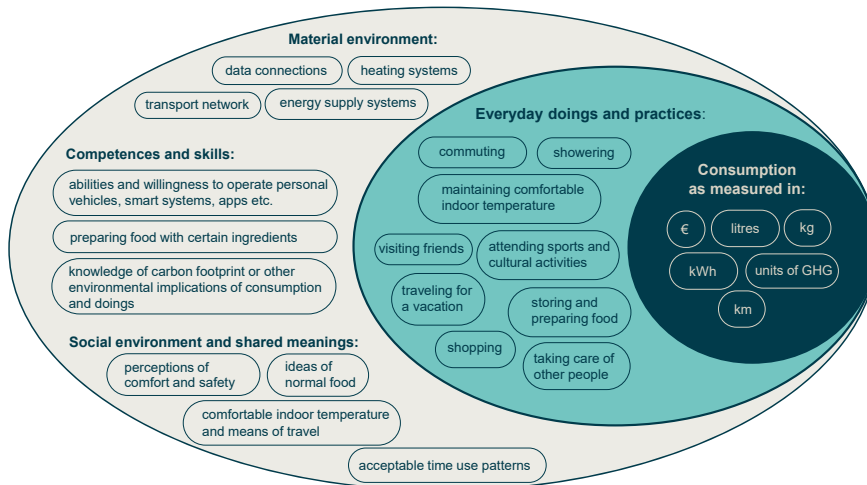 Material environment:
data connections
heating systems
transport network
energy supply systems
Competences and skills:
abilities and willingness to operate personal
vehicles, smart systems, apps etc.
preparing food with certain ingredients
knowledge of carbon footprint or other
environmental implications of consumption
and doings
Social environment and shared meanings:
perceptions of
comfort and safety
ideas of
normal food
comfortable indoor temperature
and means of travel
acceptable time use patterns
Everyday doings and practices:
commuting
showering
maintaining comfortable
indoor temperature
visiting friends
attending sports and
cultural activities
traveling for
a vacation
storing and
preparing food
shopping
taking care of
other people
Consumption
as measured in:
€
litres
kg
kWh
units of GHG
km